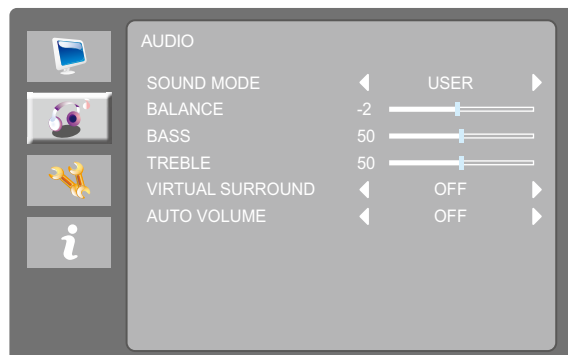 AUDIO
SOUND MODE USER
BALANCE -2
BASS 50
TREBLE 50
VIRTUAL SURROUND OFF
AUTO VOLUME OFF
i